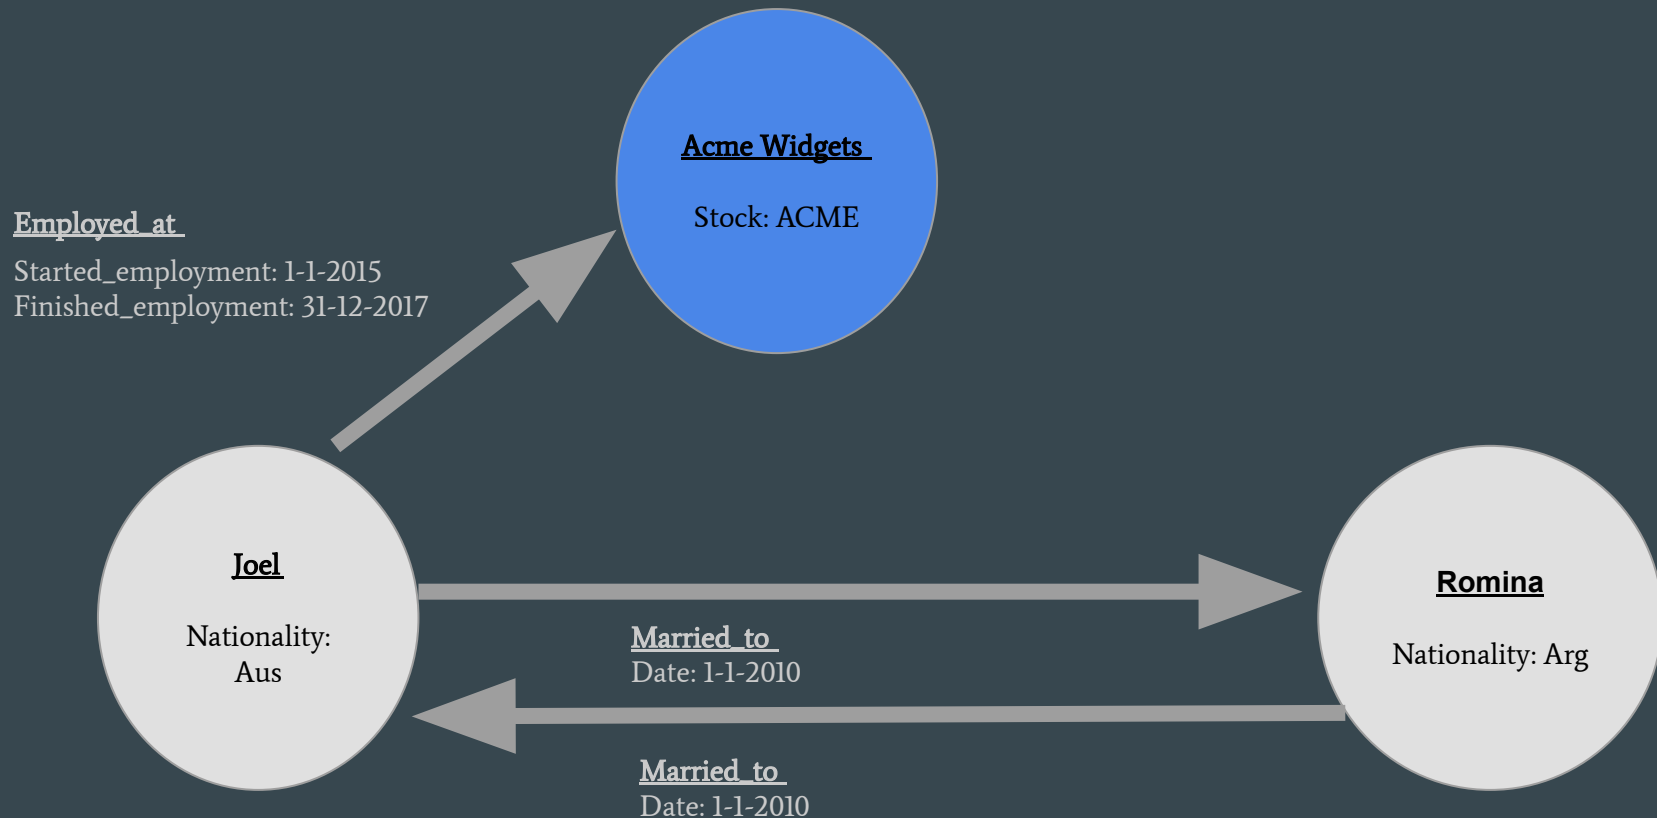 Acme Widgets
Stock: ACME
Employed_at
Started_employment: 1-1-2015
Finished_employment: 31-12-2017
Joel
Nationality:
Aus
Romina
Nationality: Arg
Married_to
Date: 1-1-2010
Married_to
Date: 1-1-2010